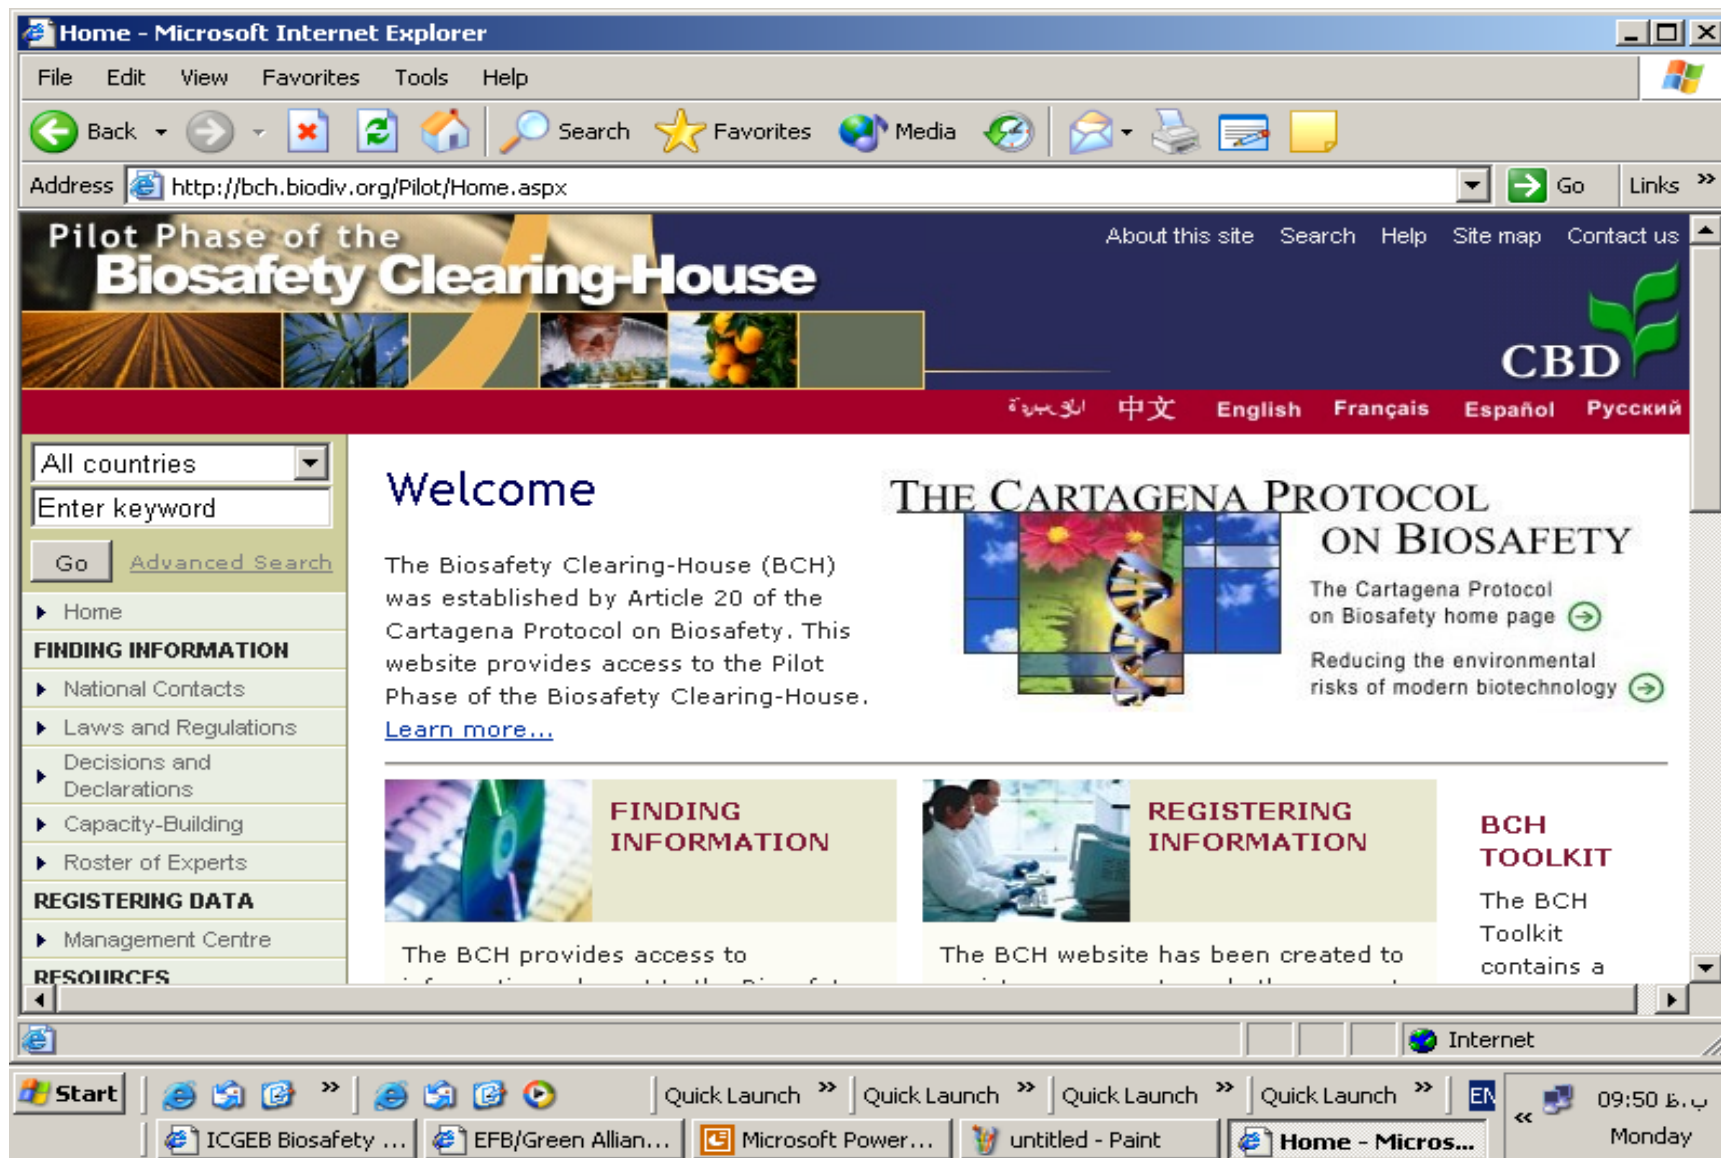 Home - Microsoft Internet Explorer
File Edit View Favorites Tools Help
Back Search Favorites Media
Address http://bch.biodiv.org/Pilot/Home.aspx Go Links »
Pilot Phase of the
Biosafety Clearing-House
About this site Search Help Site map Contact us
CBD
العربية 中文 English Français Español Русский
All countries
Enter keyword
Go Advanced Search
Home
FINDING INFORMATION
National Contacts
Laws and Regulations
Decisions and
Declarations
Capacity-Building
Roster of Experts
REGISTERING DATA
Management Centre
RESOURCES
Welcome
The Biosafety Clearing-House (BCH)
was established by Article 20 of the
Cartagena Protocol on Biosafety. This
website provides access to the Pilot
Phase of the Biosafety Clearing-House.
Learn more...
THE CARTAGENA PROTOCOL
ON BIOSAFETY
The Cartagena Protocol
on Biosafety home page
Reducing the environmental
risks of modern biotechnology
FINDING
INFORMATION
The BCH provides access to
REGISTERING
INFORMATION
The BCH website has been created to
BCH
TOOLKIT
The BCH
Toolkit
contains a
Internet
Start » Quick Launch » Quick Launch » Quick Launch » Quick Launch » EN « 09:50 ب.ظ
ICGEB Biosafety ... EFB/Green Allian... Microsoft Power... untitled - Paint Home - Micros... Monday